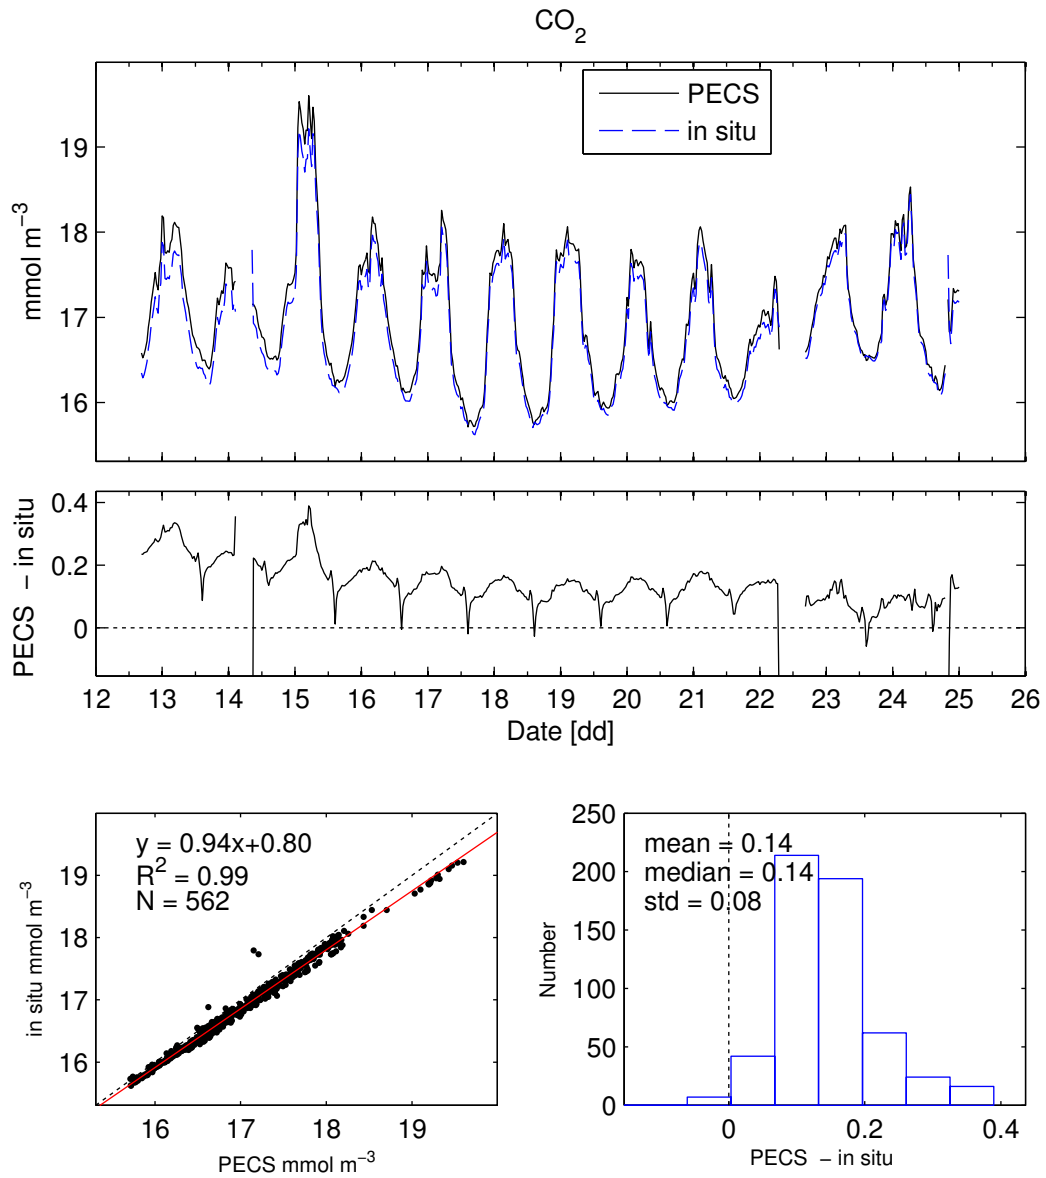 CO2
PECS
in situ
19
18
17
16
mmol m−3
0.4
0.2
0
PECS − in situ
12 13 14 15 16 17 18 19 20 21 22 23 24 25 26
Date [dd]
y = 0.94x+0.80
R2 = 0.99
N = 562
19
18
17
16
in situ mmol m−3
16 17 18 19
PECS mmol m−3
mean = 0.14
median = 0.14
std = 0.08
250
200
150
100
50
0
Number
0 0.2 0.4
PECS − in situ